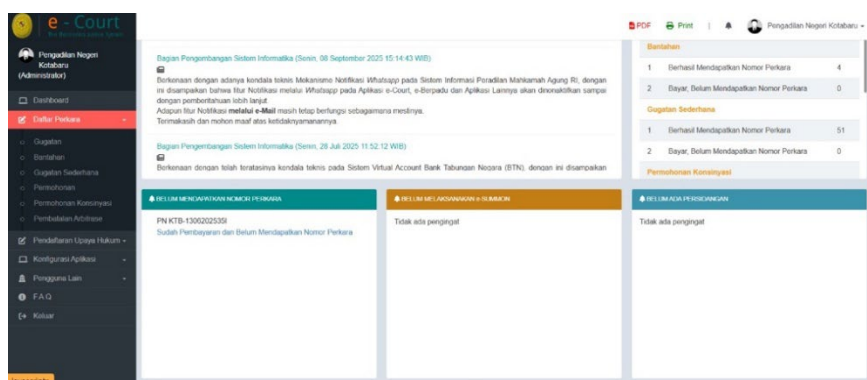 e - Court
PDF Print | Pengadilan Negeri Kotabaru
Pengadilan Negeri
Kotabaru
(Administrator)
Dashboard
Daftar Perkara
Gugatan
Bantahan
Gugatan Sederhana
Permohonan
Permohonan Konsinyasi
Pembatalan Arbitrase
Pendaftaran Upaya Hukum
Konfigurasi Aplikasi
Pengguna Lain
F A Q
Keluar
Bagian Pengembangan Sistem Informatika (Senin, 08 September 2025 15:14:43 WIB)
Berkenaan dengan adanya kendala teknis Mekanisme Notifikasi Whatsapp pada Sistem Informasi Peradilan Mahkamah Agung RI, dengan
ini disampaikan bahwa fitur Notifikasi melalui Whatsapp pada Aplikasi e-Court, e-Berpadu dan Aplikasi Lainnya akan dinonaktifkan sampai
dengan pemberitahuan lebih lanjut.
Adapun fitur Notifikasi melalui e-Mail masih tetap berfungsi sebagaimana mestinya.
Terimakasih dan mohon maaf atas ketidaknyamanannya
Bagian Pengembangan Sistem Informatika (Senin, 28 Juli 2025 11:52:12 WIB)
Berkenaan dengan telah teratasinya kendala teknis pada Sistem Virtual Account Bank Tabungan Negara (BTN), dengan ini disampaikan
Bantahan
1 Berhasil Mendapatkan Nomor Perkara 4
2 Bayar, Belum Mendapatkan Nomor Perkara 0
Gugatan Sederhana
1 Berhasil Mendapatkan Nomor Perkara 51
2 Bayar, Belum Mendapatkan Nomor Perkara 0
Permohonan Konsinyasi
BELUM MENDAPATKAN NOMOR PERKARA
PN KTB-1306202535I
Sudah Pembayaran dan Belum Mendapatkan Nomor Perkara
BELUM MELAKSANAKAN e-SUMMON
Tidak ada pengingat
BELUM ADA PERSIDANGAN
Tidak ada pengingat